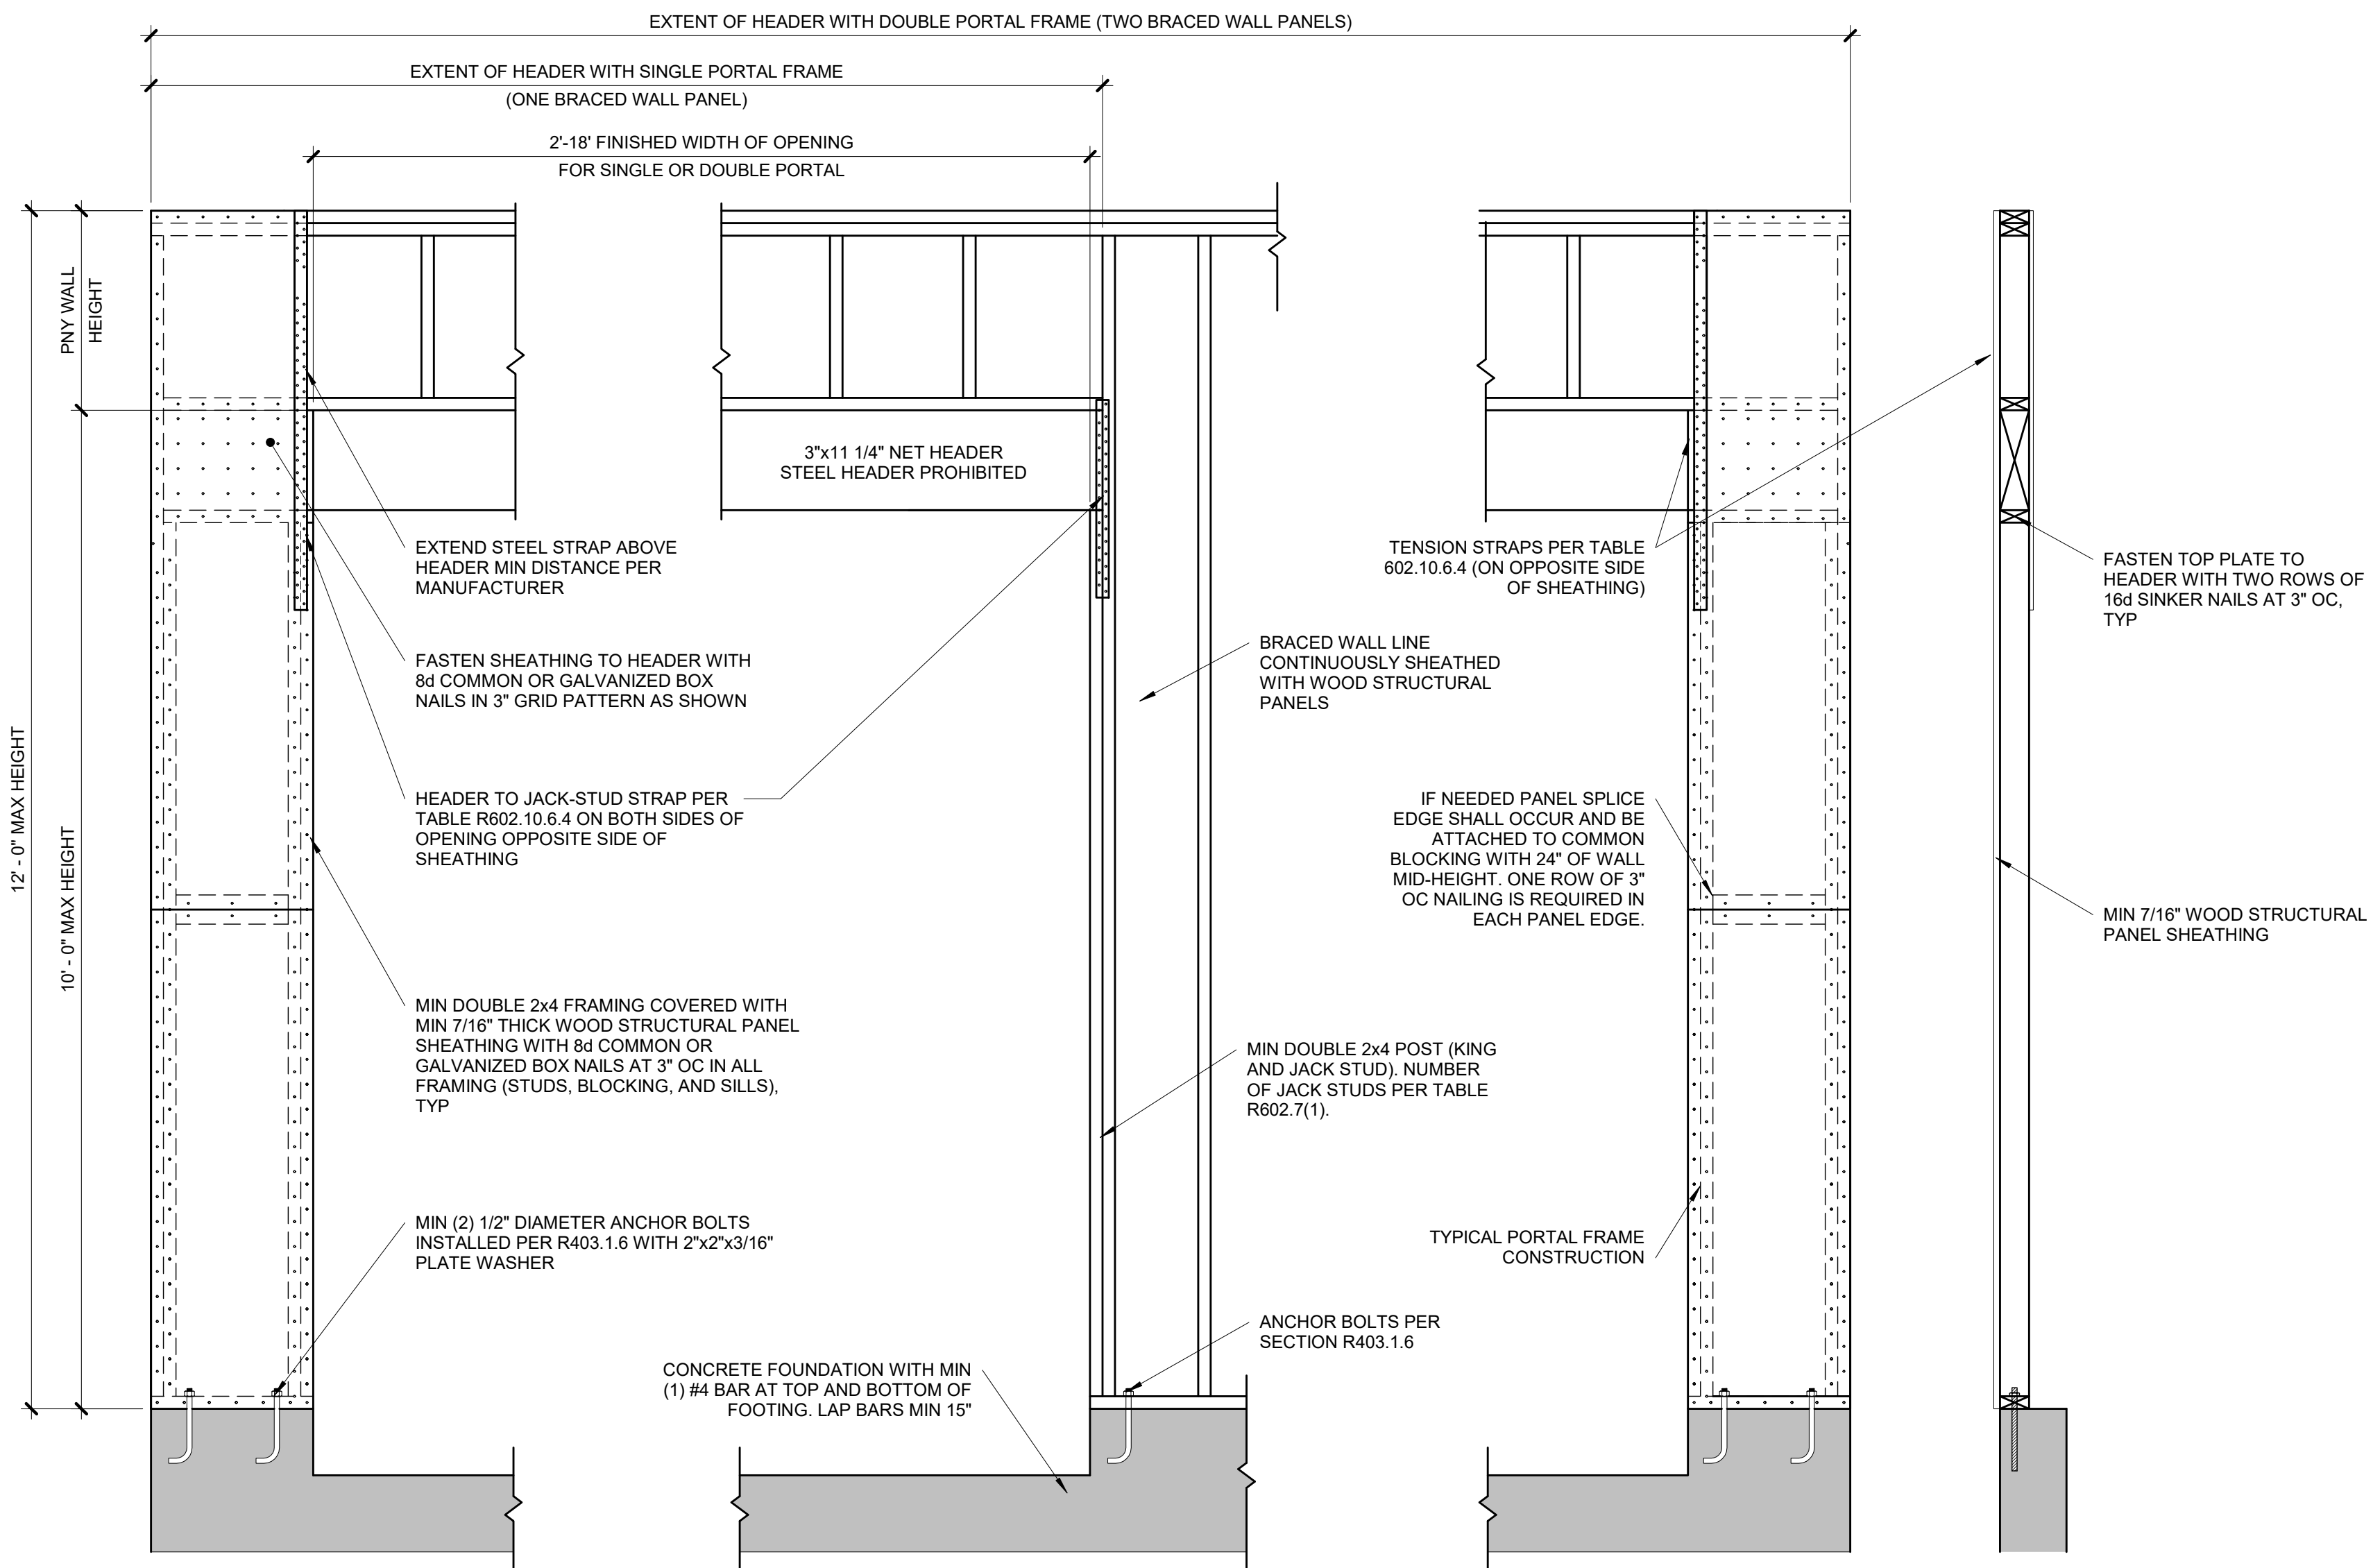 EXTENT OF HEADER WITH DOUBLE PORTAL FRAME (TWO BRACED WALL PANELS)
EXTENT OF HEADER WITH SINGLE PORTAL FRAME
(ONE BRACED WALL PANEL)
2'-18' FINISHED WIDTH OF OPENING
FOR SINGLE OR DOUBLE PORTAL
PNY WALL
HEIGHT
12' - 0" MAX HEIGHT
10' - 0" MAX HEIGHT
3"x11 1/4" NET HEADER
STEEL HEADER PROHIBITED
EXTEND STEEL STRAP ABOVE
HEADER MIN DISTANCE PER
MANUFACTURER
FASTEN SHEATHING TO HEADER WITH
8d COMMON OR GALVANIZED BOX
NAILS IN 3" GRID PATTERN AS SHOWN
HEADER TO JACK-STUD STRAP PER
TABLE R602.10.6.4 ON BOTH SIDES OF
OPENING OPPOSITE SIDE OF
SHEATHING
MIN DOUBLE 2x4 FRAMING COVERED WITH
MIN 7/16" THICK WOOD STRUCTURAL PANEL
SHEATHING WITH 8d COMMON OR
GALVANIZED BOX NAILS AT 3" OC IN ALL
FRAMING (STUDS, BLOCKING, AND SILLS),
TYP
MIN (2) 1/2" DIAMETER ANCHOR BOLTS
INSTALLED PER R403.1.6 WITH 2"x2"x3/16"
PLATE WASHER
CONCRETE FOUNDATION WITH MIN
(1) #4 BAR AT TOP AND BOTTOM OF
FOOTING. LAP BARS MIN 15"
BRACED WALL LINE
CONTINUOUSLY SHEATHED
WITH WOOD STRUCTURAL
PANELS
MIN DOUBLE 2x4 POST (KING
AND JACK STUD). NUMBER
OF JACK STUDS PER TABLE
R602.7(1).
ANCHOR BOLTS PER
SECTION R403.1.6
TENSION STRAPS PER TABLE
602.10.6.4 (ON OPPOSITE SIDE
OF SHEATHING)
IF NEEDED PANEL SPLICE
EDGE SHALL OCCUR AND BE
ATTACHED TO COMMON
BLOCKING WITH 24" OF WALL
MID-HEIGHT. ONE ROW OF 3"
OC NAILING IS REQUIRED IN
EACH PANEL EDGE.
TYPICAL PORTAL FRAME
CONSTRUCTION
FASTEN TOP PLATE TO
HEADER WITH TWO ROWS OF
16d SINKER NAILS AT 3" OC,
TYP
MIN 7/16" WOOD STRUCTURAL
PANEL SHEATHING